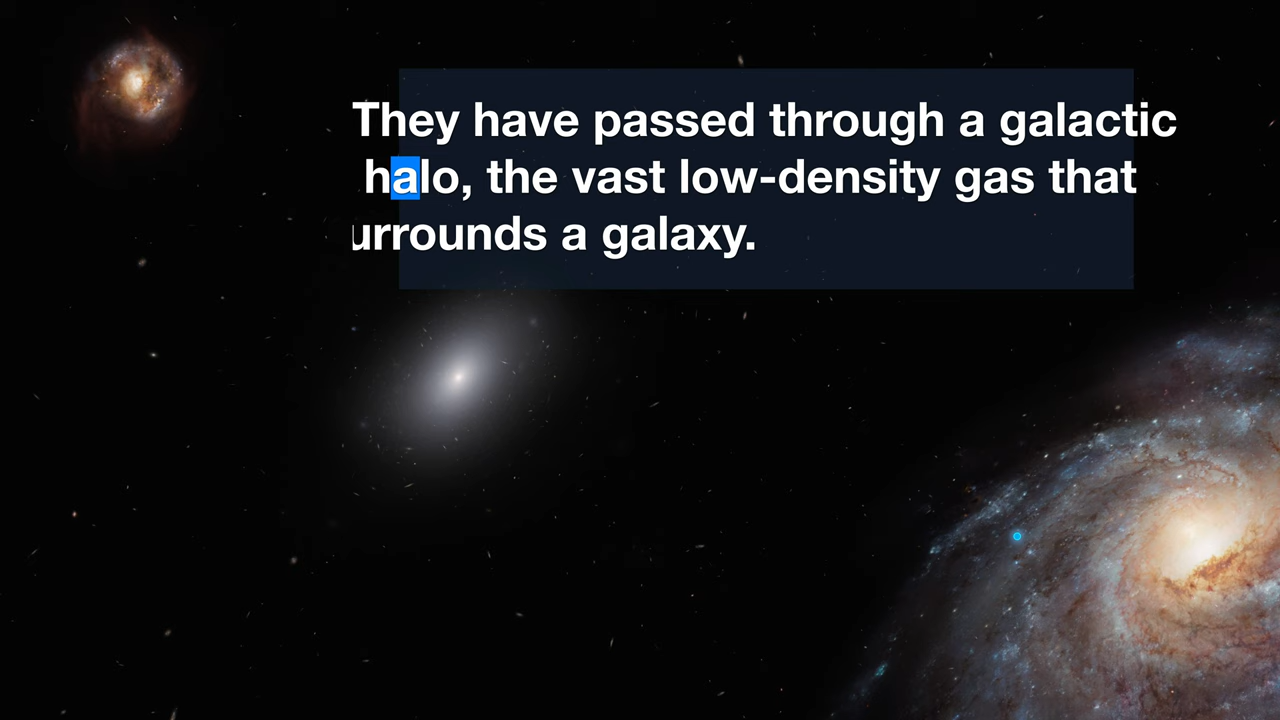 They have passed through a galactic
halo, the vast low-density gas that
urrounds a galaxy.